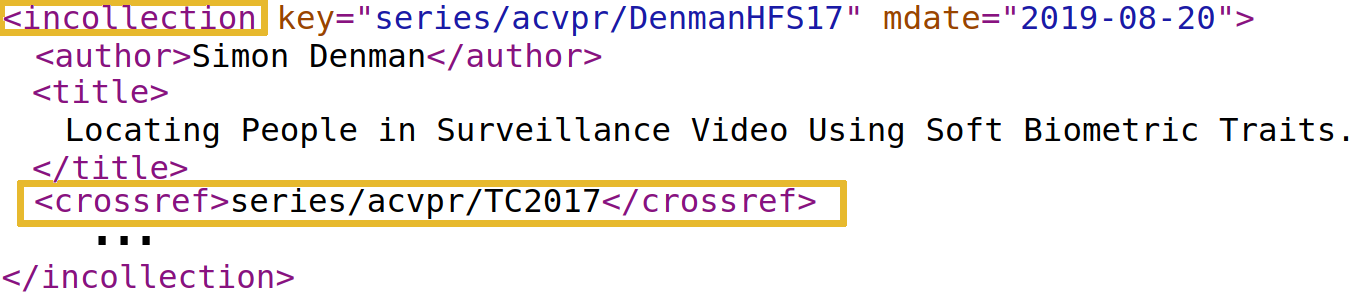 <incollection key="series/acvpr/DenmanHFS17" mdate="2019-08-20">
<author>Simon Denman</author>
<title>
Locating People in Surveillance Video Using Soft Biometric Traits.
</title>
<crossref>series/acvpr/TC2017</crossref>
...
</incollection>